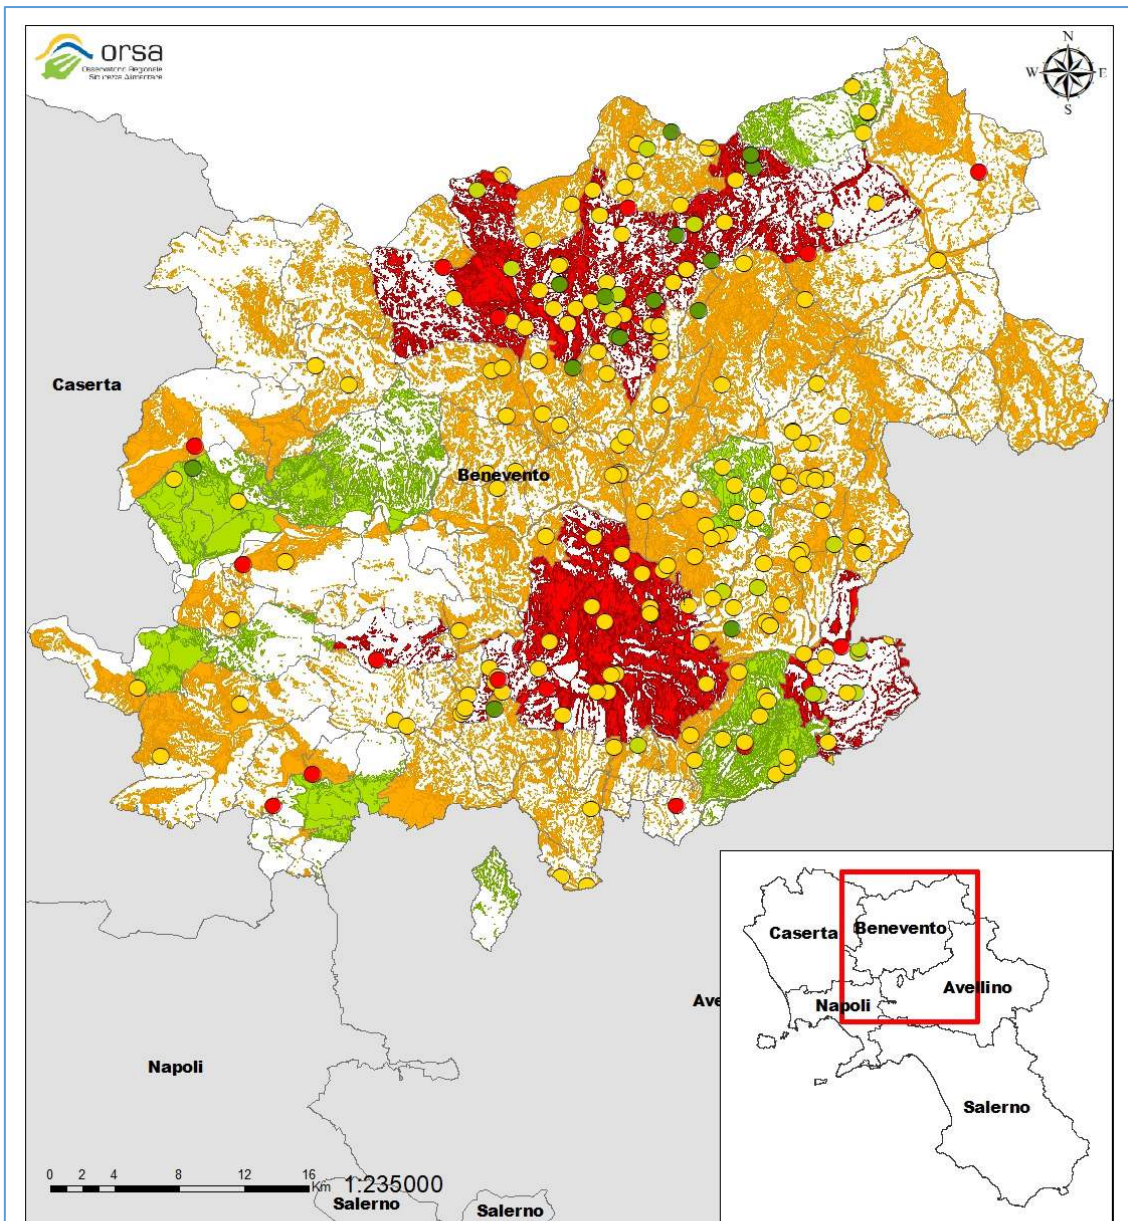 orsa
Osservatorio Regionale
Sicurezza Alimentare
N
W
E
S
Caserta
Benevento
Caserta
Benevento
Avellino
Napoli
Salerno
Ave
Napoli
0 2 4 8 12 16
Km
1:235000
Salerno
Salerno